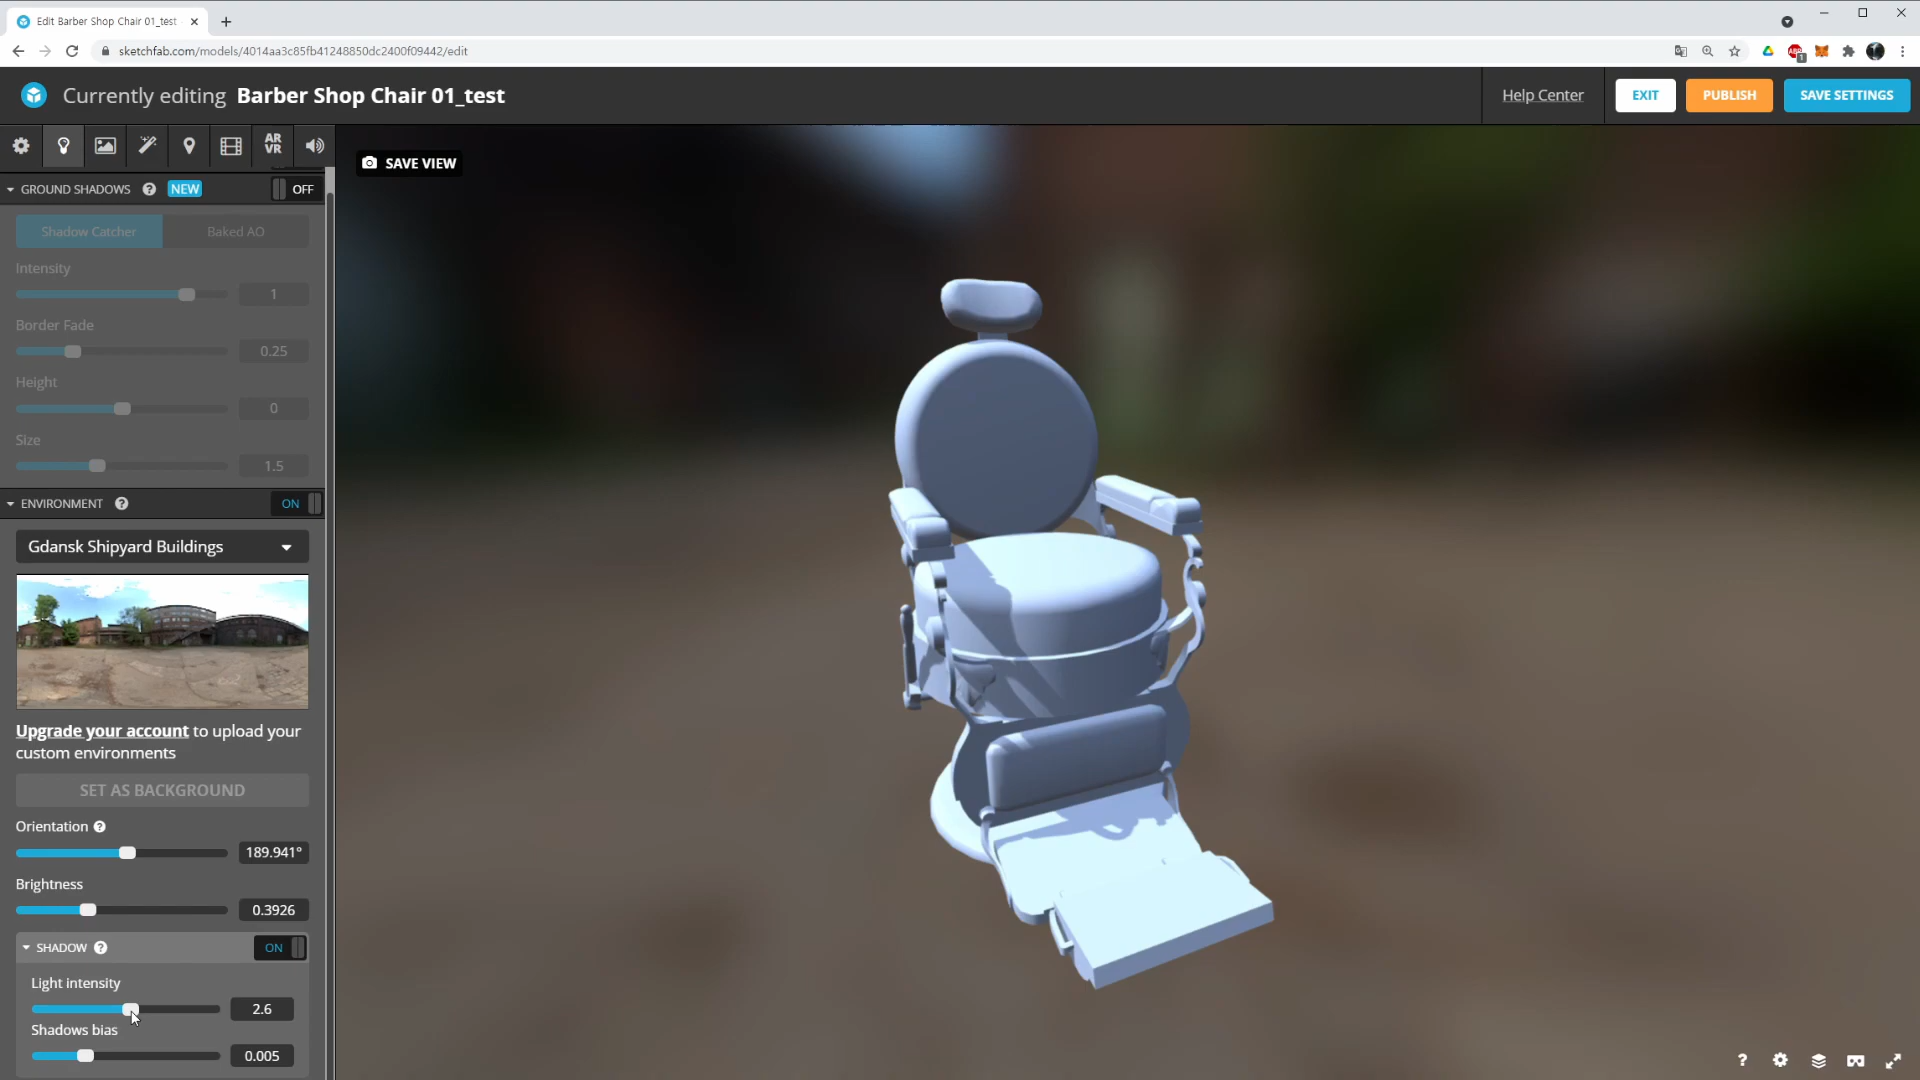 Edit Barber Shop Chair 01_test
sketchfab.com/models/4014aa3c85fb41248850dc2400f09442/edit
Currently editing Barber Shop Chair 01_test
Help Center
EXIT
PUBLISH
SAVE SETTINGS
AR
VR
SAVE VIEW
GROUND SHADOWS ? NEW OFF
Shadow Catcher
Baked AO
Intensity
1
Border Fade
0.25
Height
0
Size
1.5
ENVIRONMENT ? ON
Gdansk Shipyard Buildings
Upgrade your account to upload your
custom environments
SET AS BACKGROUND
Orientation ?
189.941°
Brightness
0.3926
SHADOW ? ON
Light intensity
2.6
Shadows bias
0.005
?